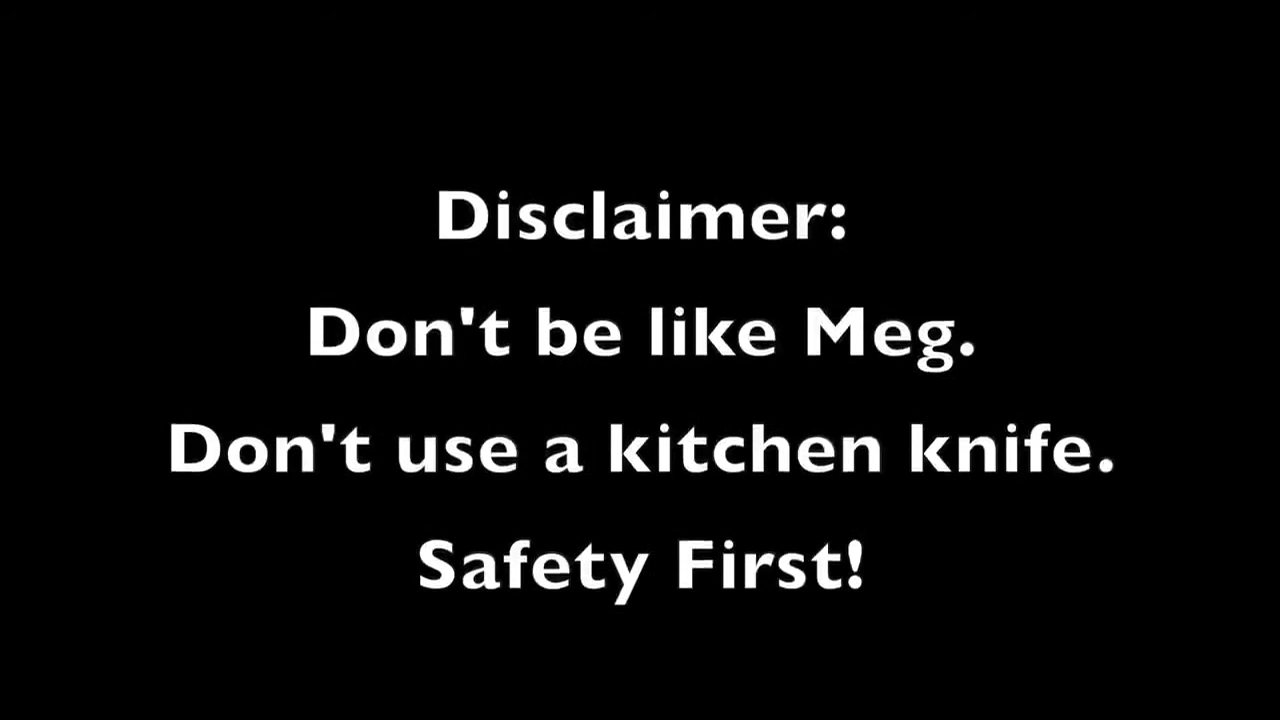 Disclaimer:
Don't be like Meg.
Don't use a kitchen knife.
Safety First!